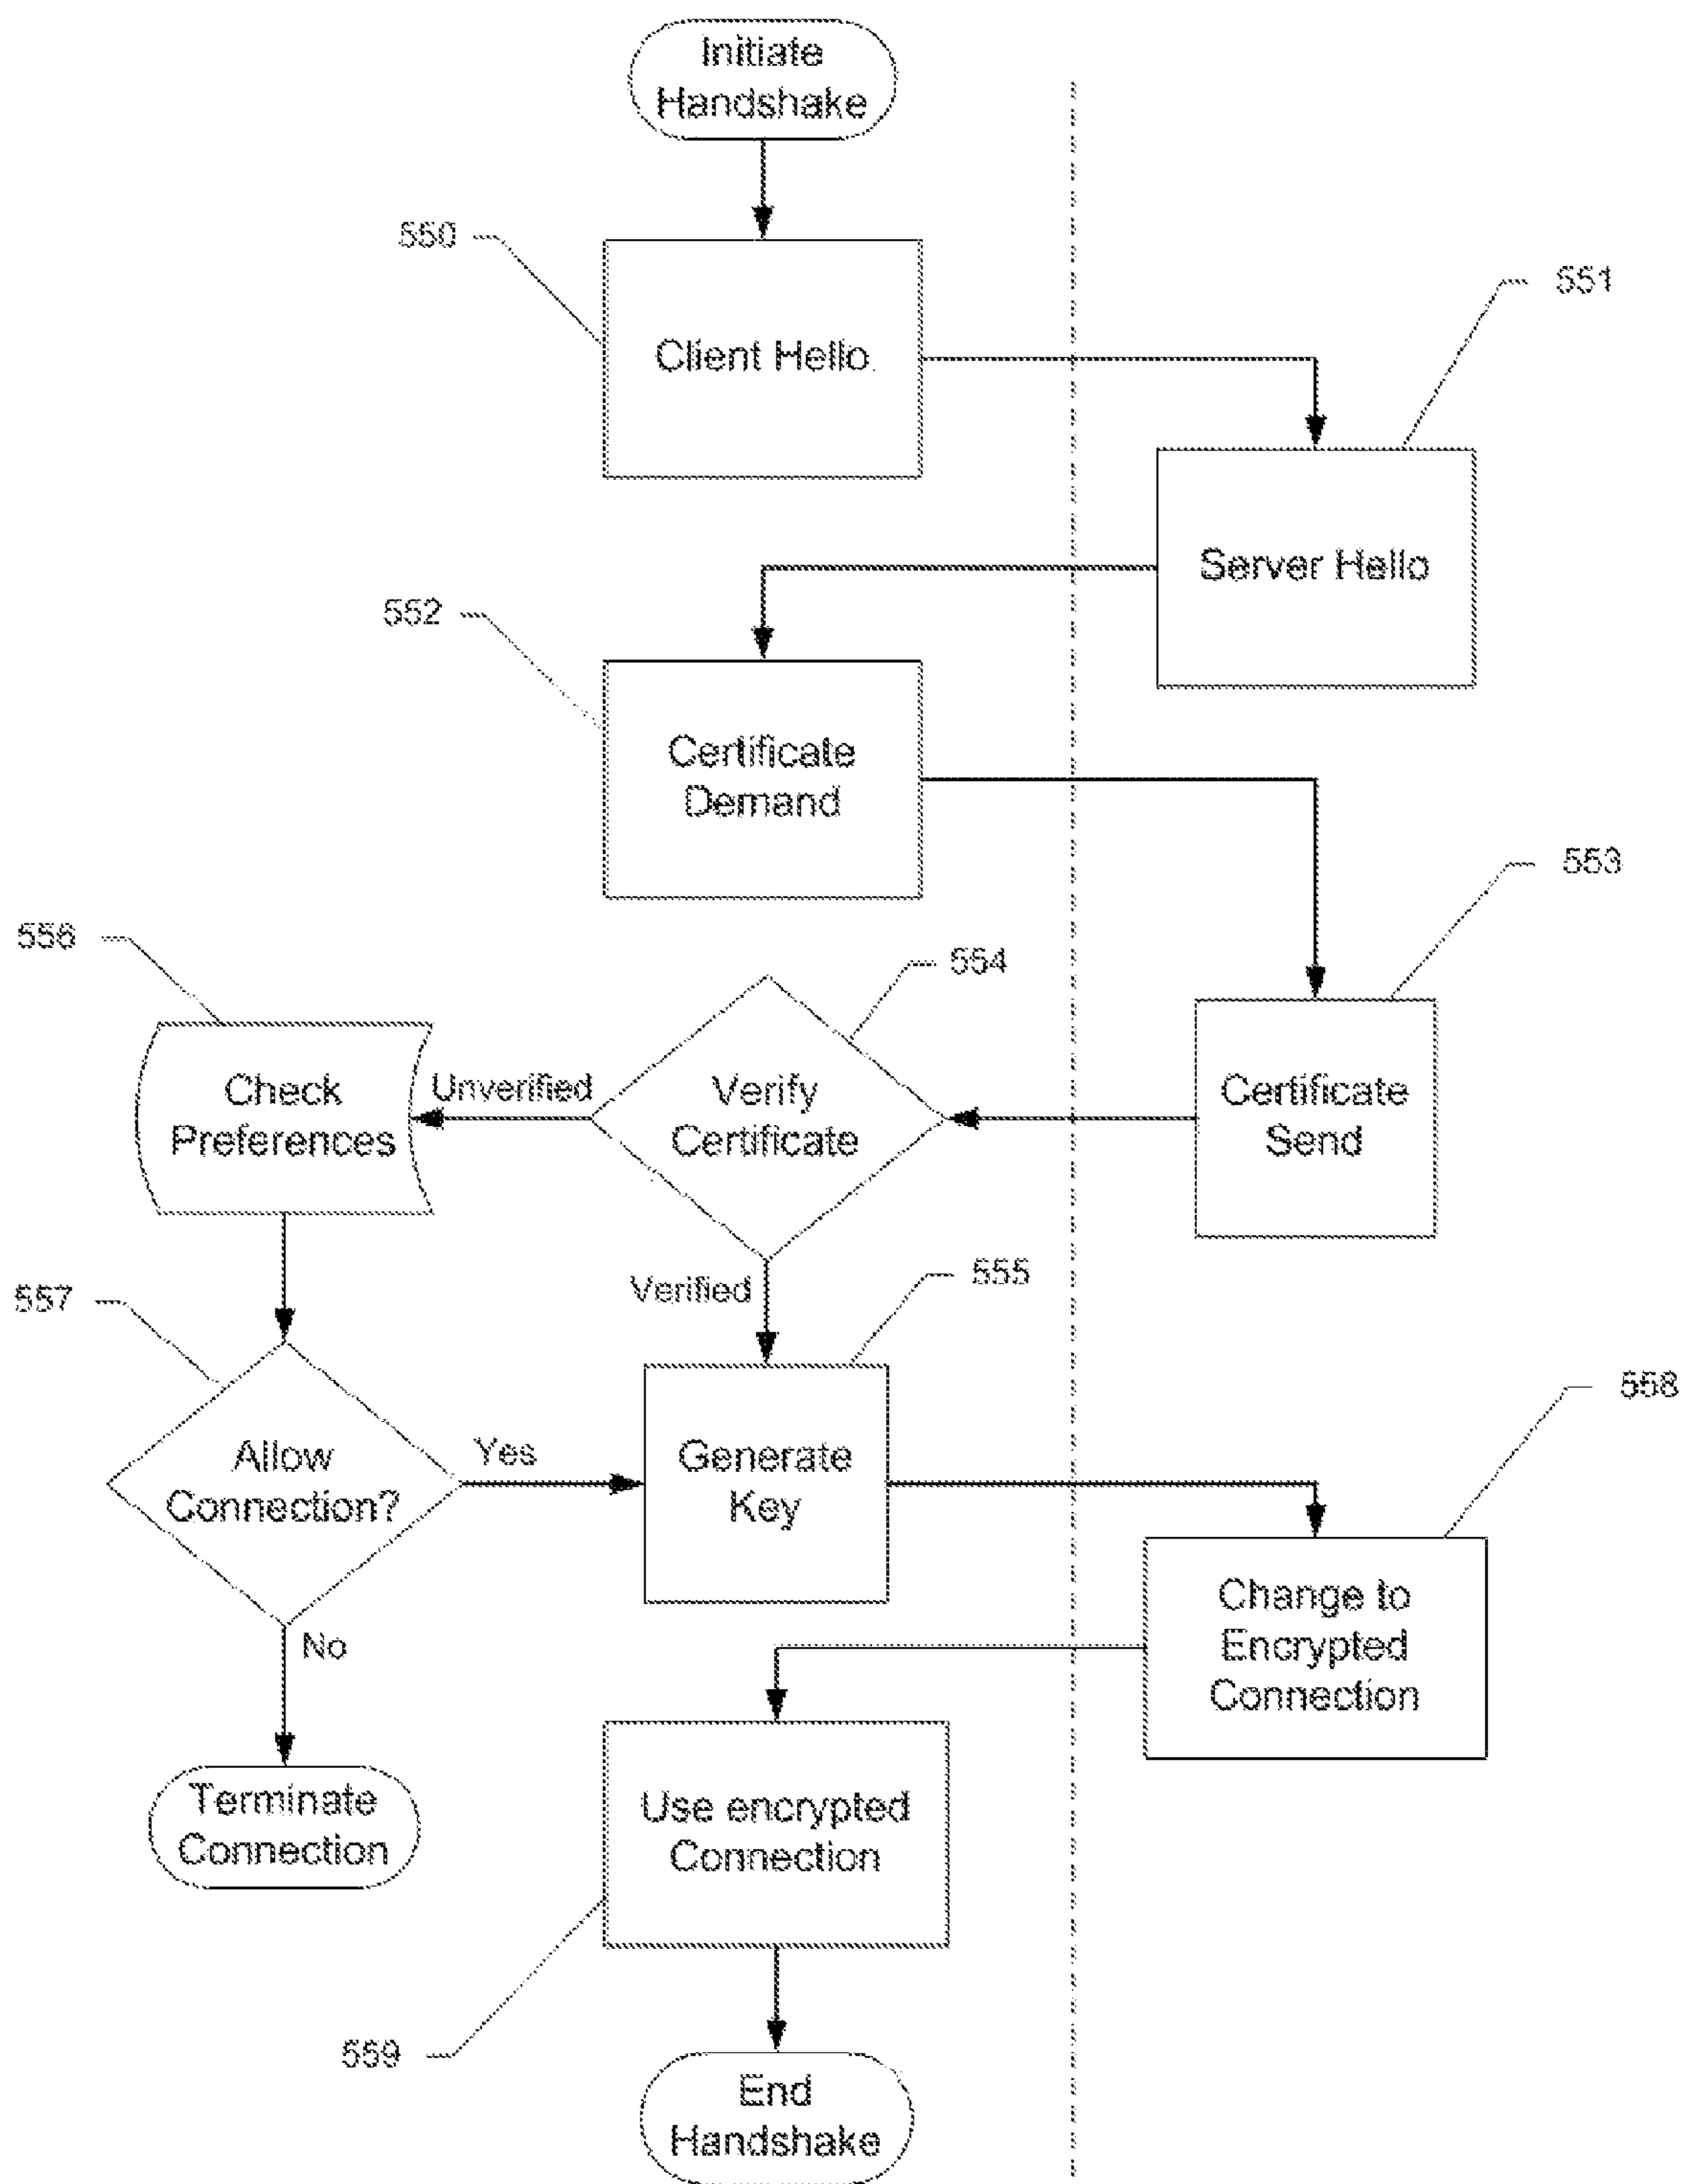 Initiate
Handshake
550
Client Hello
551
Server Hello
552
Certificate
Demand
553
Certificate
Send
554
Verify
Certificate
Unverified
556
Check
Preferences
Verified
555
557
Allow
Connection?
Yes
Generate
Key
558
Change to
Encrypted
Connection
No
Terminate
Connection
Use encrypted
Connection
559
End
Handshake